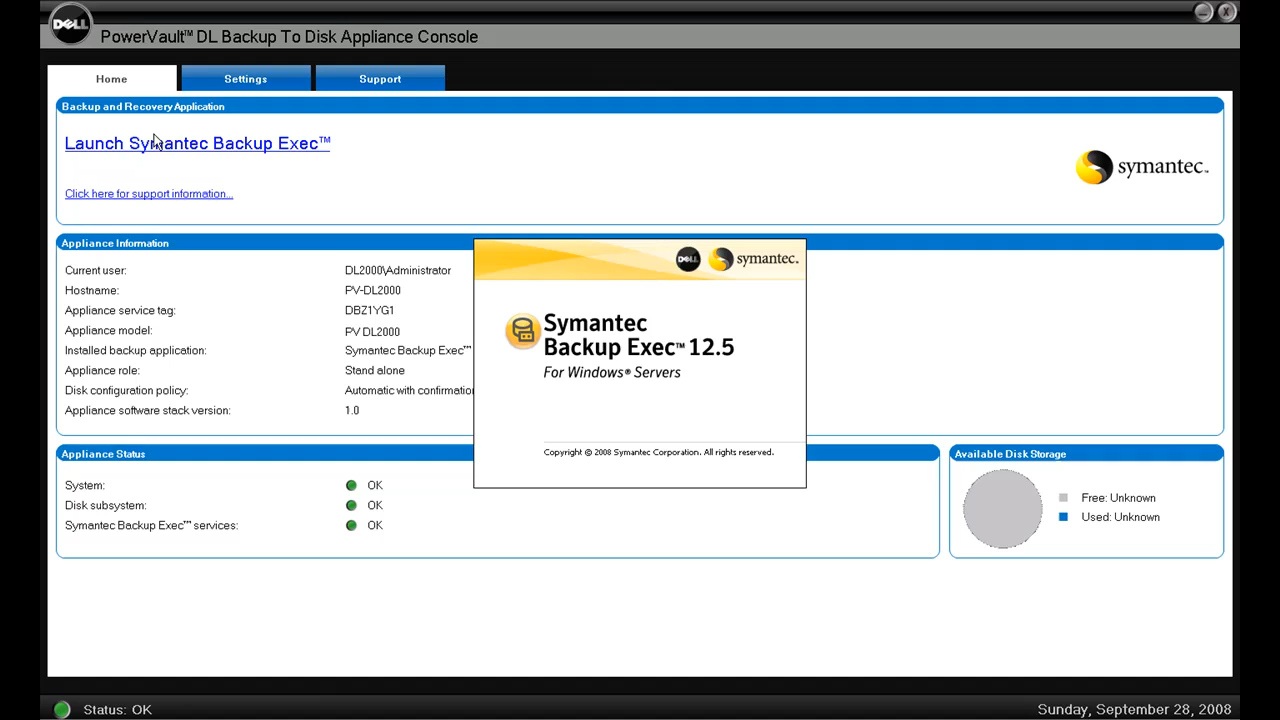 DELL
PowerVault™ DL Backup To Disk Appliance Console
Home
Settings
Support
Backup and Recovery Application
Launch Symantec Backup Exec™
Click here for support information...
symantec.
Appliance Information
Current user: DL2000\Administrator
Hostname: PV-DL2000
Appliance service tag: DBZ1YG1
Appliance model: PV DL2000
Installed backup application: Symantec Backup Exec™
Appliance role: Stand alone
Disk configuration policy: Automatic with confirmation
Appliance software stack version: 1.0
DELL symantec.
Symantec
Backup Exec™ 12.5
For Windows® Servers
Copyright © 2008 Symantec Corporation. All rights reserved.
Appliance Status
System: OK
Disk subsystem: OK
Symantec Backup Exec™ services: OK
Available Disk Storage
Free: Unknown
Used: Unknown
Status: OK
Sunday, September 28, 2008